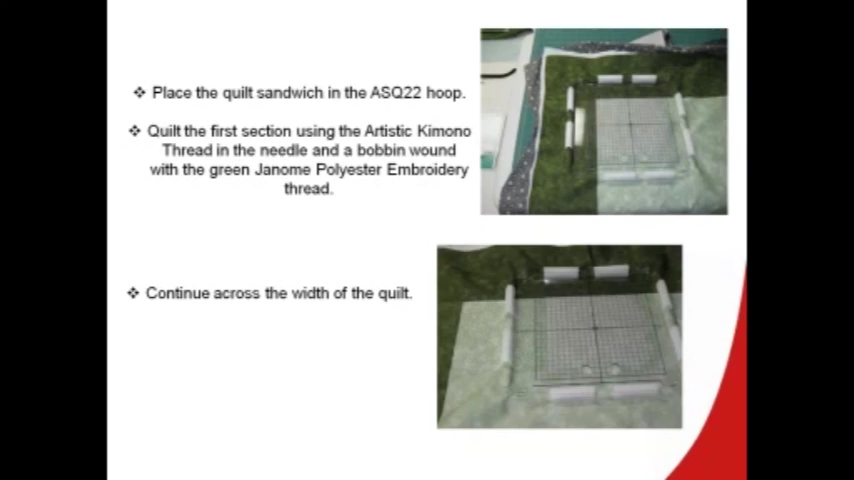 ❖ Place the quilt sandwich in the ASQ22 hoop.
❖ Quilt the first section using the Artistic Kimono
Thread in the needle and a bobbin wound
with the green Janome Polyester Embroidery
thread.
❖ Continue across the width of the quilt.